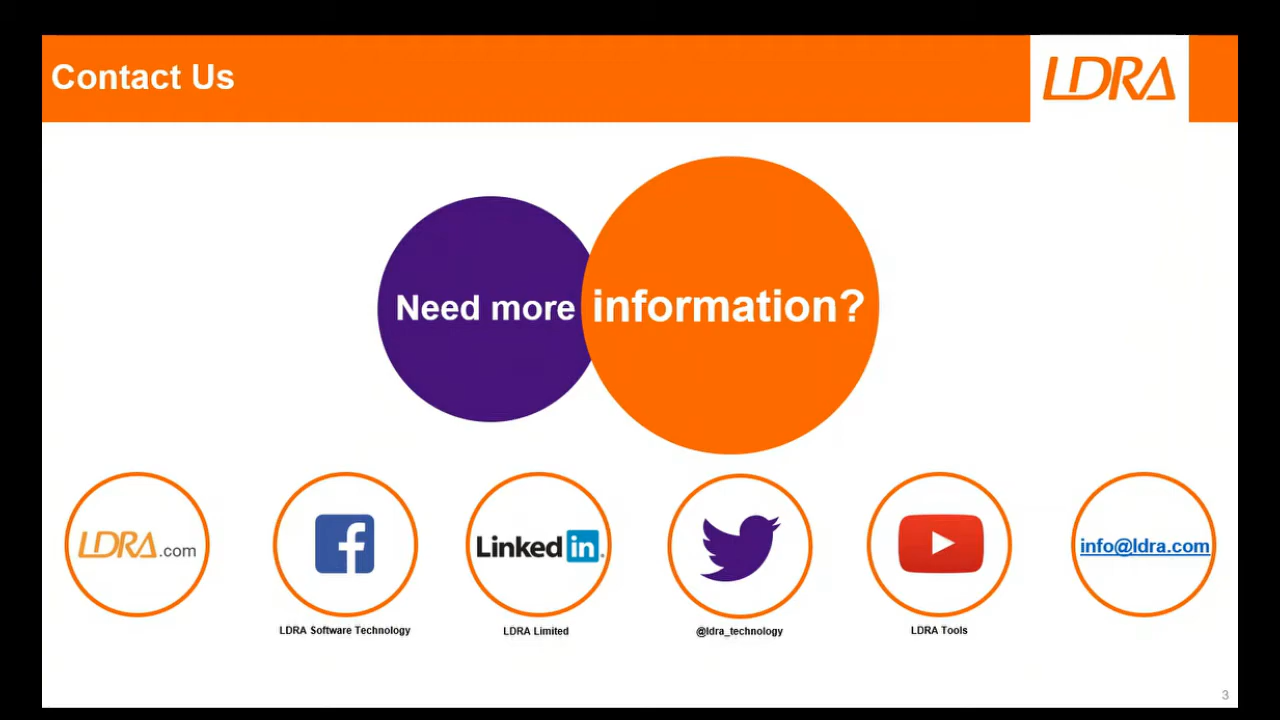 Contact Us
LDRA
Need more information?
LDRA.com
Linked in
info@ldra.com
LDRA Software Technology
LDRA Limited
@ldra_technology
LDRA Tools
3